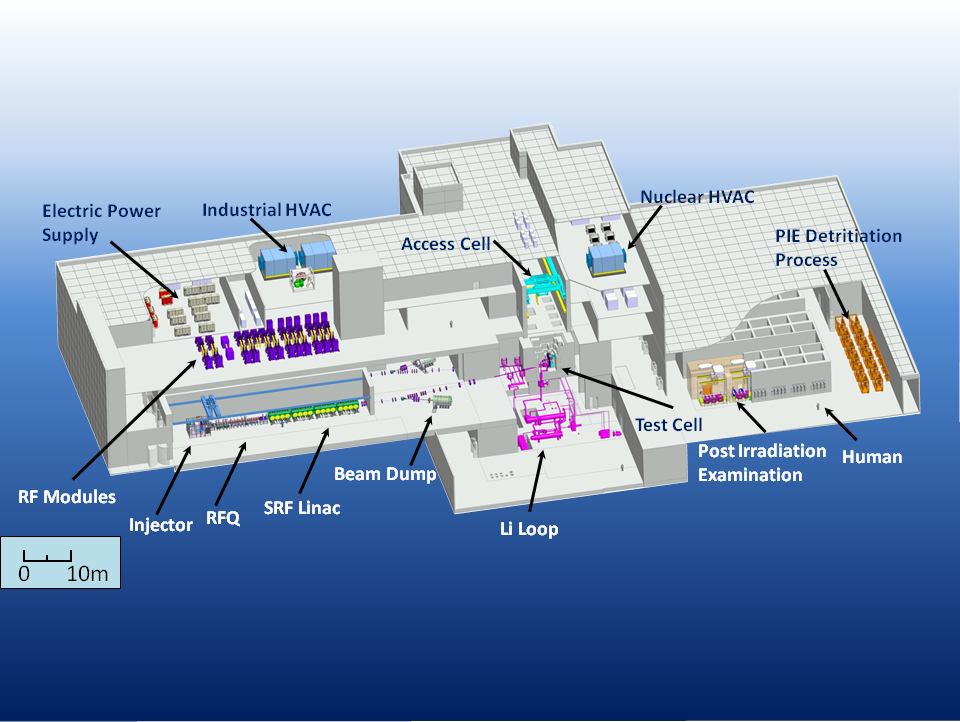 Electric Power
Supply
Industrial HVAC
Access Cell
Nuclear HVAC
PIE Detritiation
Process
RF Modules
Injector
RFQ
SRF Linac
Beam Dump
Li Loop
Test Cell
Post Irradiation
Examination
Human
0 10m